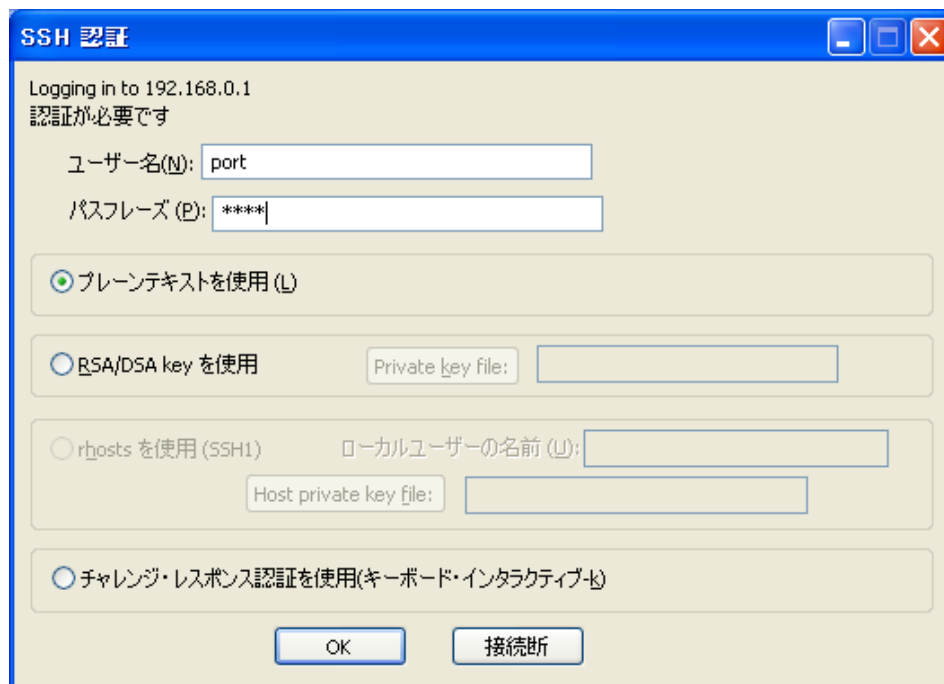 SSH 認証
Logging in to 192.168.0.1
認証が必要です
ユーザー名(N): port
パスフレーズ (P): ****
プレーンテキストを使用 (L)
RSA/DSA key を使用 Private key file:
rhosts を使用 (SSH1) ローカルユーザーの名前 (U):
Host private key file:
チャレンジ・レスポンス認証を使用(キーボード・インタラクティブ-k)
OK 接続断